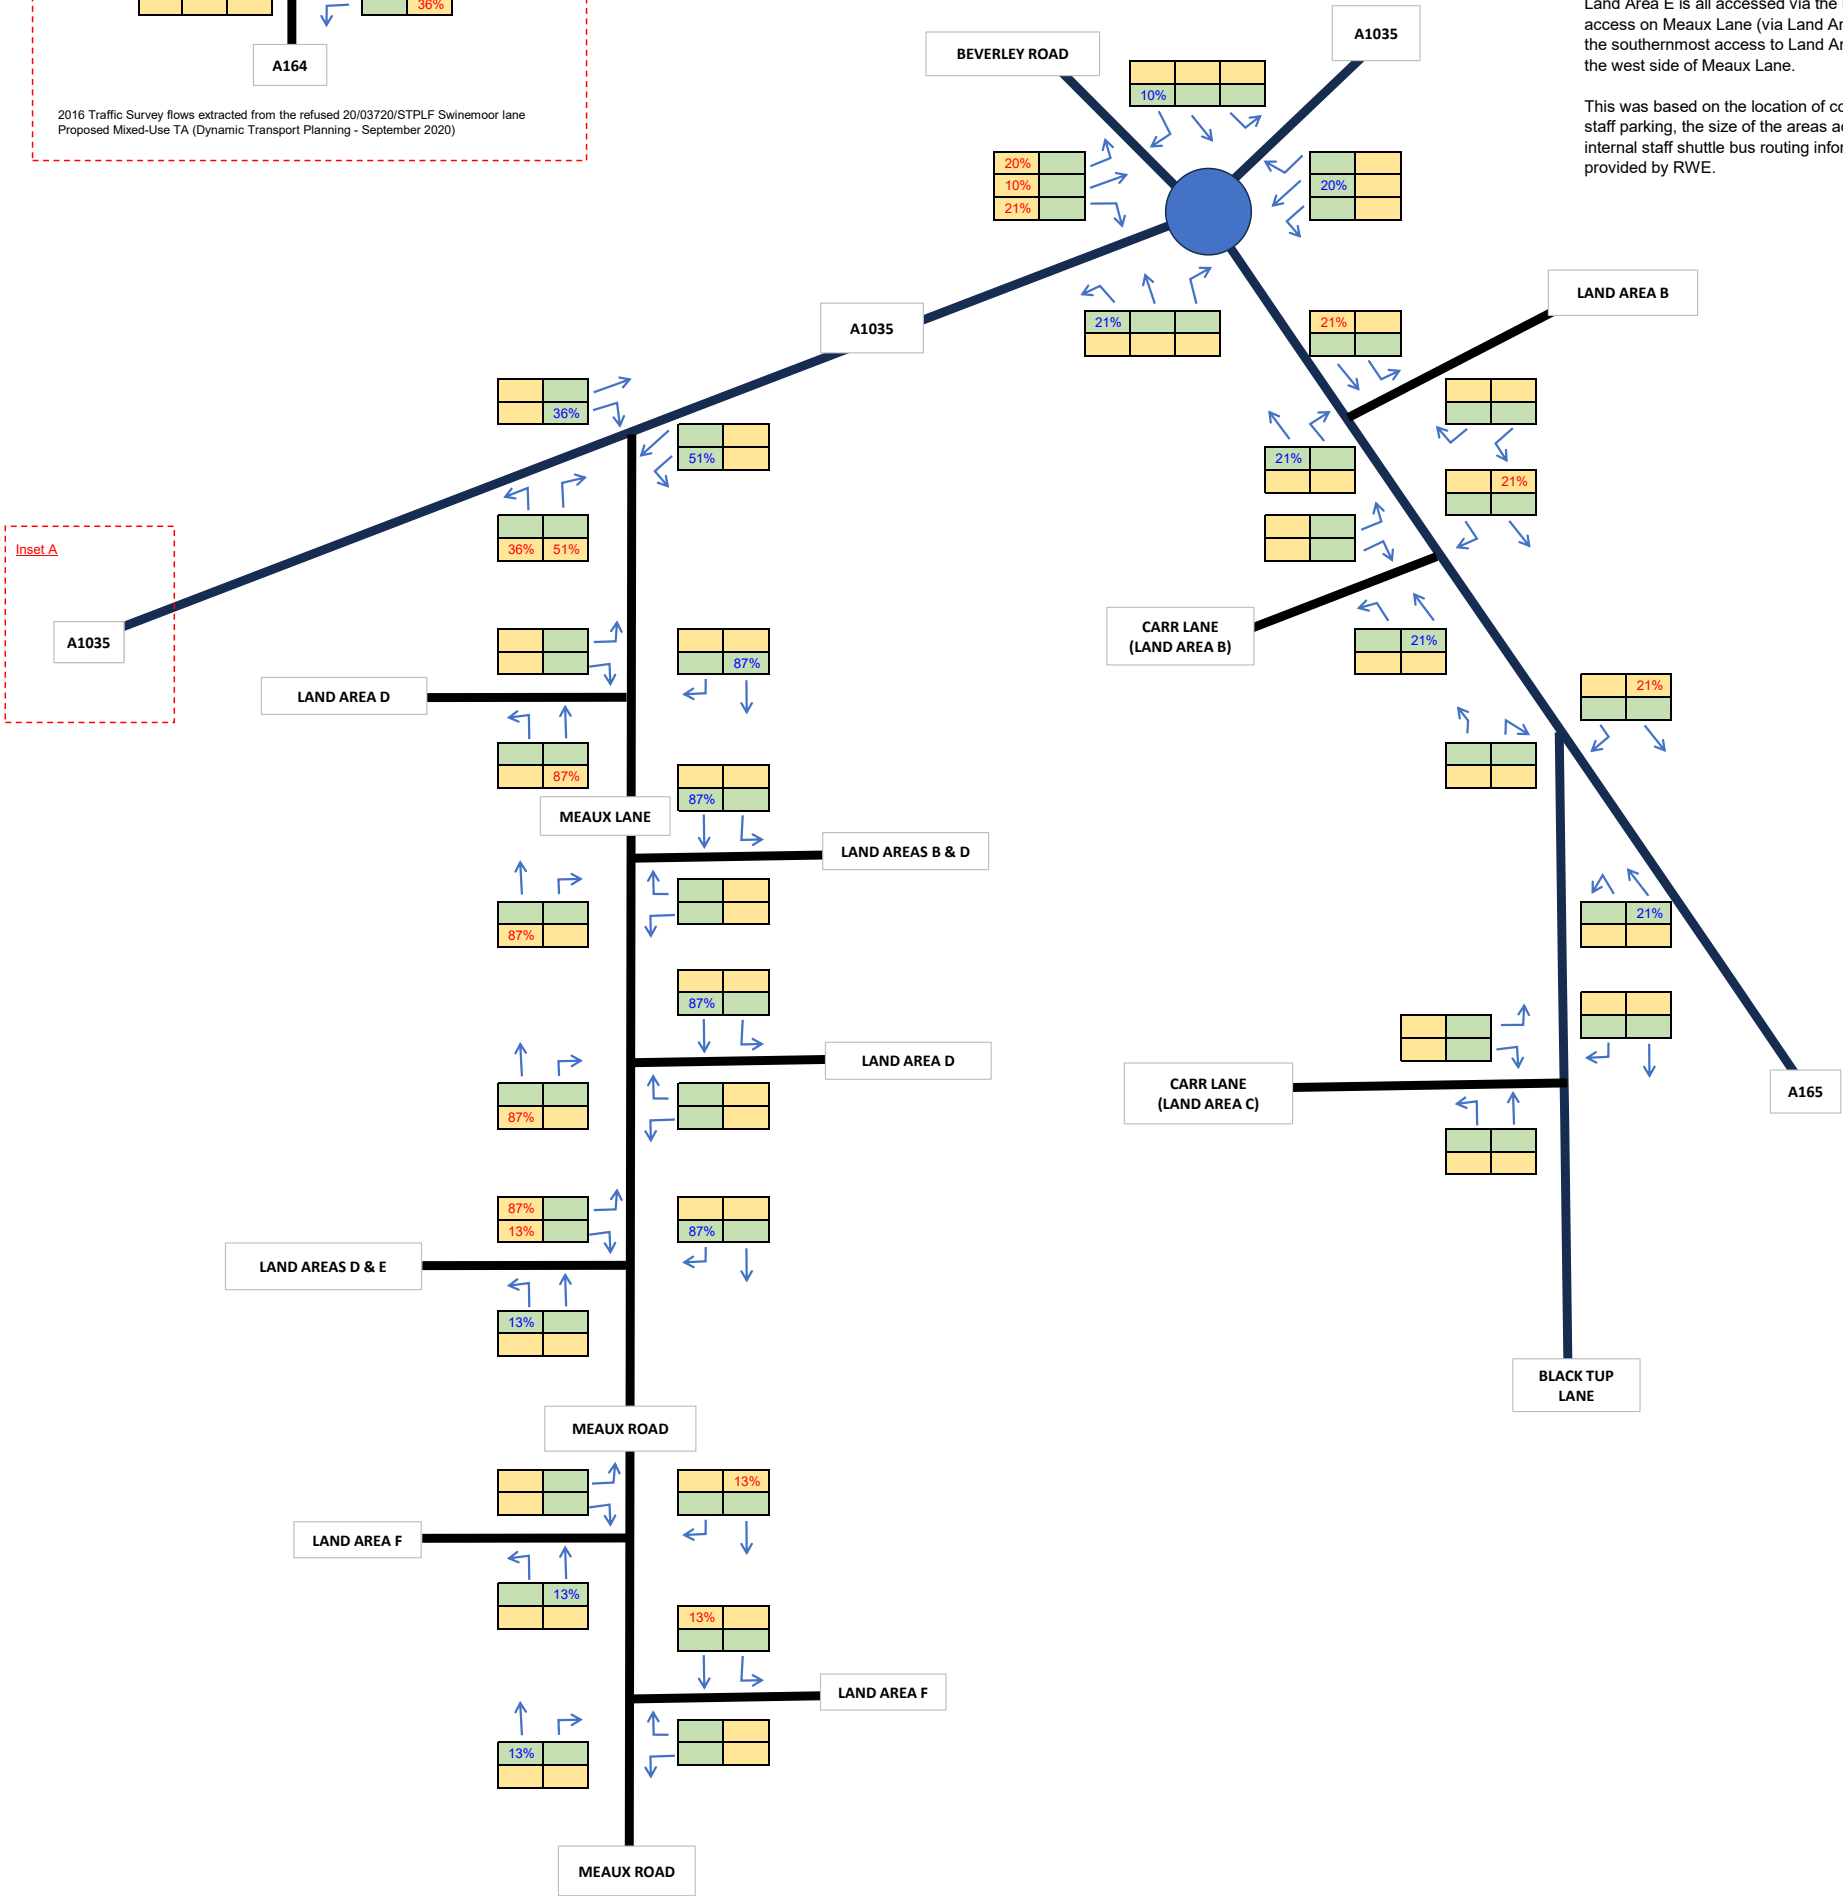 36%
A164
2016 Traffic Survey flows extracted from the refused 20/03720/STPLF Swinemoor lane
Proposed Mixed-Use TA (Dynamic Transport Planning - September 2020)
Land Area E is all accessed via the
access on Meaux Lane (via Land
the southernmost access to Land
the west side of Meaux Lane.
This was based on the location of
staff parking, the size of the areas
internal staff shuttle bus routing
provided by RWE.
BEVERLEY ROAD
A1035
10%
20%
10%
21%
20%
LAND AREA B
A1035
21%
21%
36%
51%
21%
21%
36% 51%
Inset A
A1035
CARR LANE
(LAND AREA B)
21%
87%
LAND AREA D
21%
87%
87%
MEAUX LANE
LAND AREAS B & D
87%
21%
87%
LAND AREA D
CARR LANE
(LAND AREA C)
A165
87%
87%
13%
87%
LAND AREAS D & E
13%
BLACK TUP
LANE
MEAUX ROAD
13%
LAND AREA F
13%
13%
LAND AREA F
13%
MEAUX ROAD